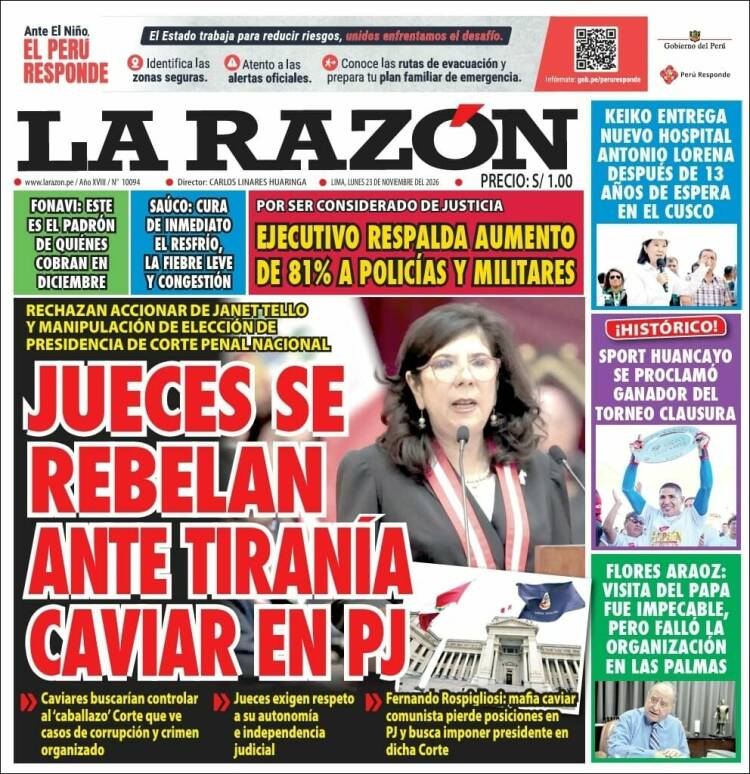 Ante El Niño,
EL PERÚ
RESPONDE
El Estado trabaja para reducir riesgos, unidos enfrentamos el desafío.
Identifica las
zonas seguras.
Atento a las
alertas oficiales.
Conoce las rutas de evacuación y
prepara tu plan familiar de emergencia.
Infórmate: gob.pe/peruresponde
Gobierno del Perú
Perú Responde
LA RAZÓN
www.larazon.pe / Año XVIII / N° 10094
Director: CARLOS LINARES HUARINGA
LIMA, LUNES 23 DE NOVIEMBRE DEL 2026
PRECIO: S/ 1.00
FONAVI: ESTE
ES EL PADRÓN
DE QUIÉNES
COBRAN EN
DICIEMBRE
SAÚCO: CURA
DE INMEDIATO
EL RESFRÍO,
LA FIEBRE LEVE
Y CONGESTIÓN
POR SER CONSIDERADO DE JUSTICIA
EJECUTIVO RESPALDA AUMENTO
DE 81% A POLICÍAS Y MILITARES
KEIKO ENTREGA
NUEVO HOSPITAL
ANTONIO LORENA
DESPUÉS DE 13
AÑOS DE ESPERA
EN EL CUSCO
RECHAZAN ACCIONAR DE JANET TELLO
Y MANIPULACIÓN DE ELECCIÓN DE
PRESIDENCIA DE CORTE PENAL NACIONAL
JUECES SE
REBELAN
ANTE TIRANÍA
CAVIAR EN PJ
Caviares buscarían controlar
al ‘caballazo’ Corte que ve
casos de corrupción y crimen
organizado
Jueces exigen respeto
a su autonomía
e independencia
judicial
Fernando Rospigliosi: mafia caviar
comunista pierde posiciones en
PJ y busca imponer presidente en
dicha Corte
¡HISTÓRICO!
SPORT HUANCAYO
SE PROCLAMÓ
GANADOR DEL
TORNEO CLAUSURA
FLORES ARAOZ:
VISITA DEL PAPA
FUE IMPECABLE,
PERO FALLÓ LA
ORGANIZACIÓN
EN LAS PALMAS